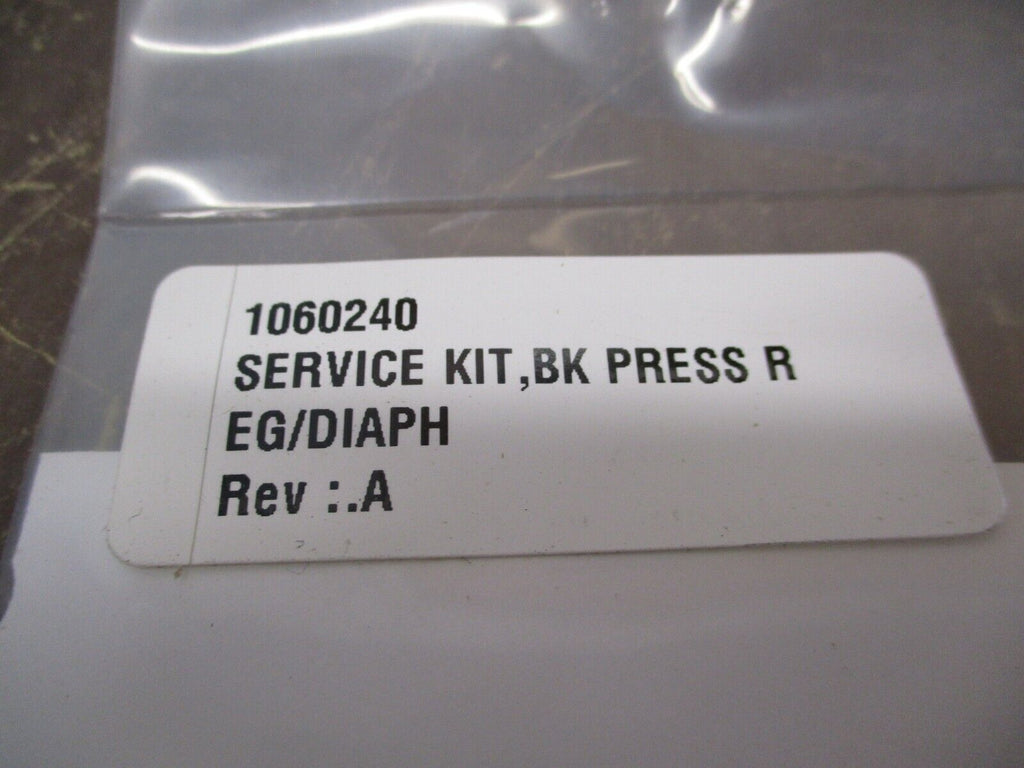 1060240
SERVICE KIT,BK PRESS R
EG/DIAPH
Rev :.A